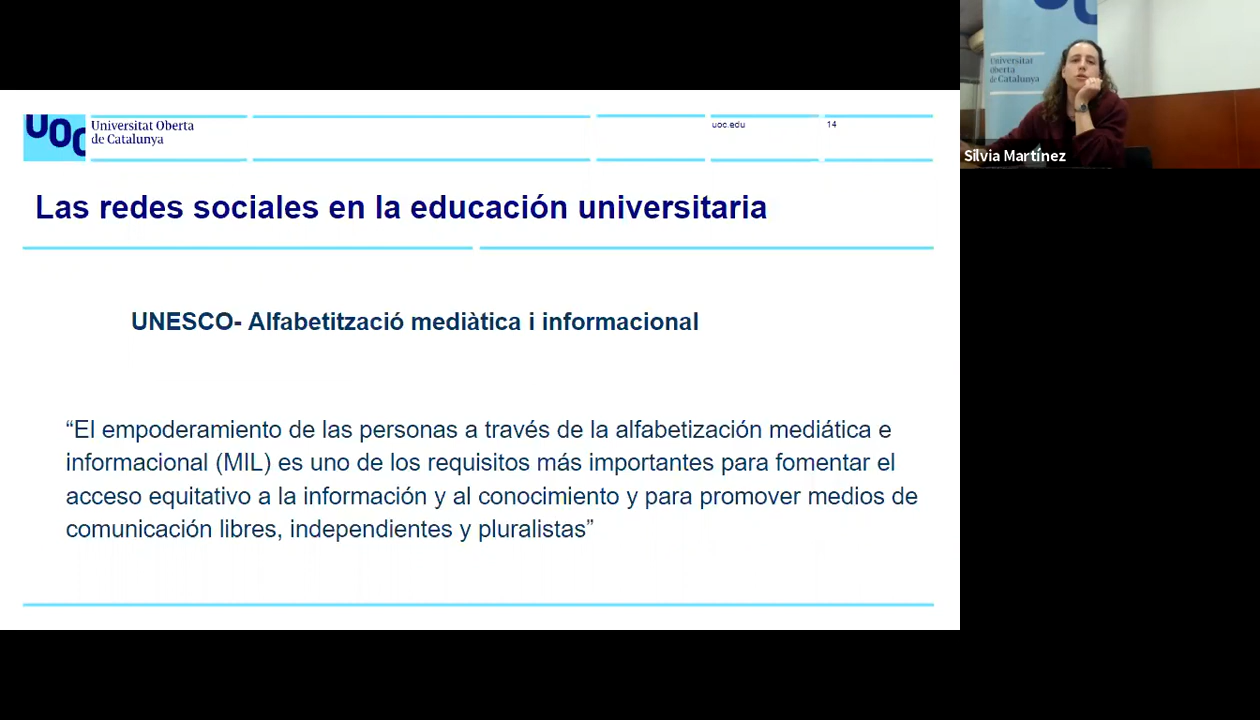 UOC
Universitat Oberta
de Catalunya
uoc.edu
14
Las redes sociales en la educación universitaria
UNESCO- Alfabetització mediàtica i informacional
“El empoderamiento de las personas a través de la alfabetización mediática e
informacional (MIL) es uno de los requisitos más importantes para fomentar el
acceso equitativo a la información y al conocimiento y para promover medios de
comunicación libres, independientes y pluralistas”
UOC
Universitat
Oberta
de Catalunya
Silvia Martínez